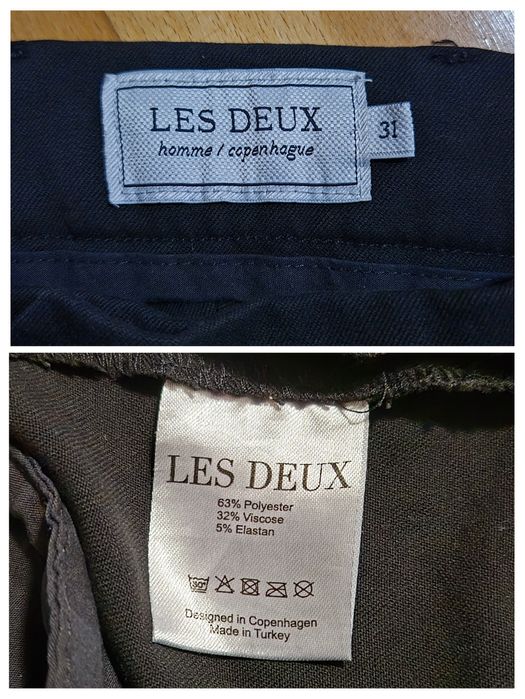 LES DEUX
homme / copenhague
31
LES DEUX
63% Polyester
32% Viscose
5% Elastan
30°
Designed in Copenhagen
Made in Turkey